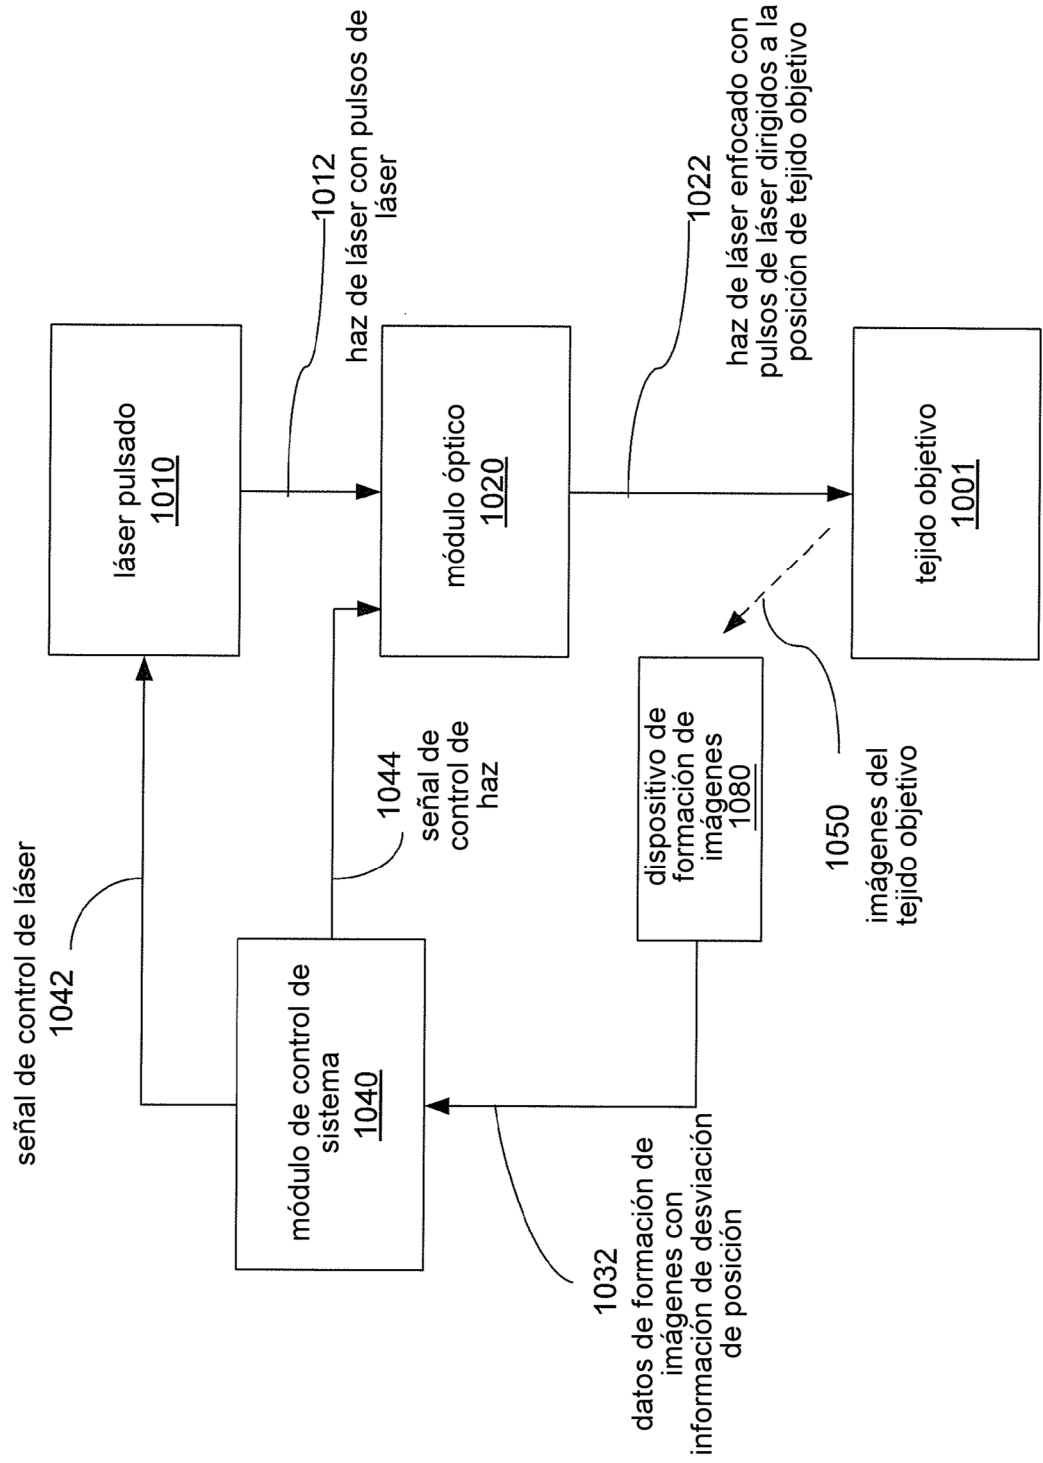 señal de control de láser
1042
láser pulsado
1010
1012
haz de láser con pulsos de
láser
módulo de control de
sistema
1040
1044
señal de
control de
haz
módulo óptico
1020
1022
haz de láser enfocado con
pulsos de láser dirigidos a la
posición de tejido objetivo
1032
datos de formación de
imágenes con
información de desviación
de posición
dispositivo de
formación de
imágenes
1080
1050
imágenes del
tejido objetivo
tejido objetivo
1001